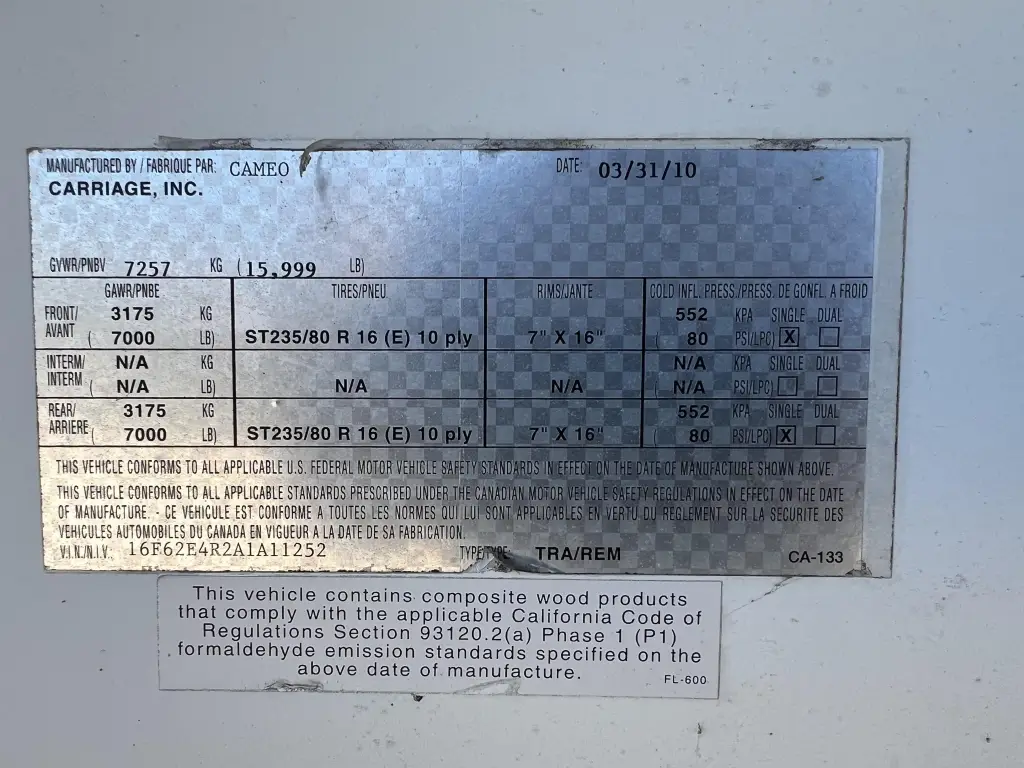 MANUFACTURED BY / FABRIQUE PAR: CAMEO DATE: 03/31/10
CARRIAGE, INC.
GVWR/PNBV 7257 KG (15,999 LB)
GAWR/PNBE TIRES/PNEU RIMS/JANTE COLD INFL. PRESS./PRESS. DE GONFL. A FROID
FRONT/ 3175 KG 552 KPA SINGLE DUAL
AVANT ( 7000 LB) ST235/80 R 16 (E) 10 ply 7" X 16" ( 80 PSI/LPC) X
INTERM/ N/A KG N/A KPA SINGLE DUAL
INTERM ( N/A LB) N/A N/A ( N/A PSI/LPC)
REAR/ 3175 KG 552 KPA SINGLE DUAL
ARRIERE ( 7000 LB) ST235/80 R 16 (E) 10 ply 7" X 16" ( 80 PSI/LPC) X
THIS VEHICLE CONFORMS TO ALL APPLICABLE U.S. FEDERAL MOTOR VEHICLE SAFETY STANDARDS IN EFFECT ON THE DATE OF MANUFACTURE SHOWN ABOVE.
THIS VEHICLE CONFORMS TO ALL APPLICABLE STANDARDS PRESCRIBED UNDER THE CANADIAN MOTOR VEHICLE SAFETY REGULATIONS IN EFFECT ON THE DATE
OF MANUFACTURE. - CE VEHICULE EST CONFORME A TOUTES LES NORMES QUI LUI SONT APPLICABLES EN VERTU DU REGLEMENT SUR LA SECURITE DES
VEHICULES AUTOMOBILES DU CANADA EN VIGUEUR A LA DATE DE SA FABRICATION.
V.I.N./N.I.V.: 16F62E4R2A1A11252 TYPE/TYPE: TRA/REM CA-133
This vehicle contains composite wood products
that comply with the applicable California Code of
Regulations Section 93120.2(a) Phase 1 (P1)
formaldehyde emission standards specified on the
above date of manufacture.
FL-600